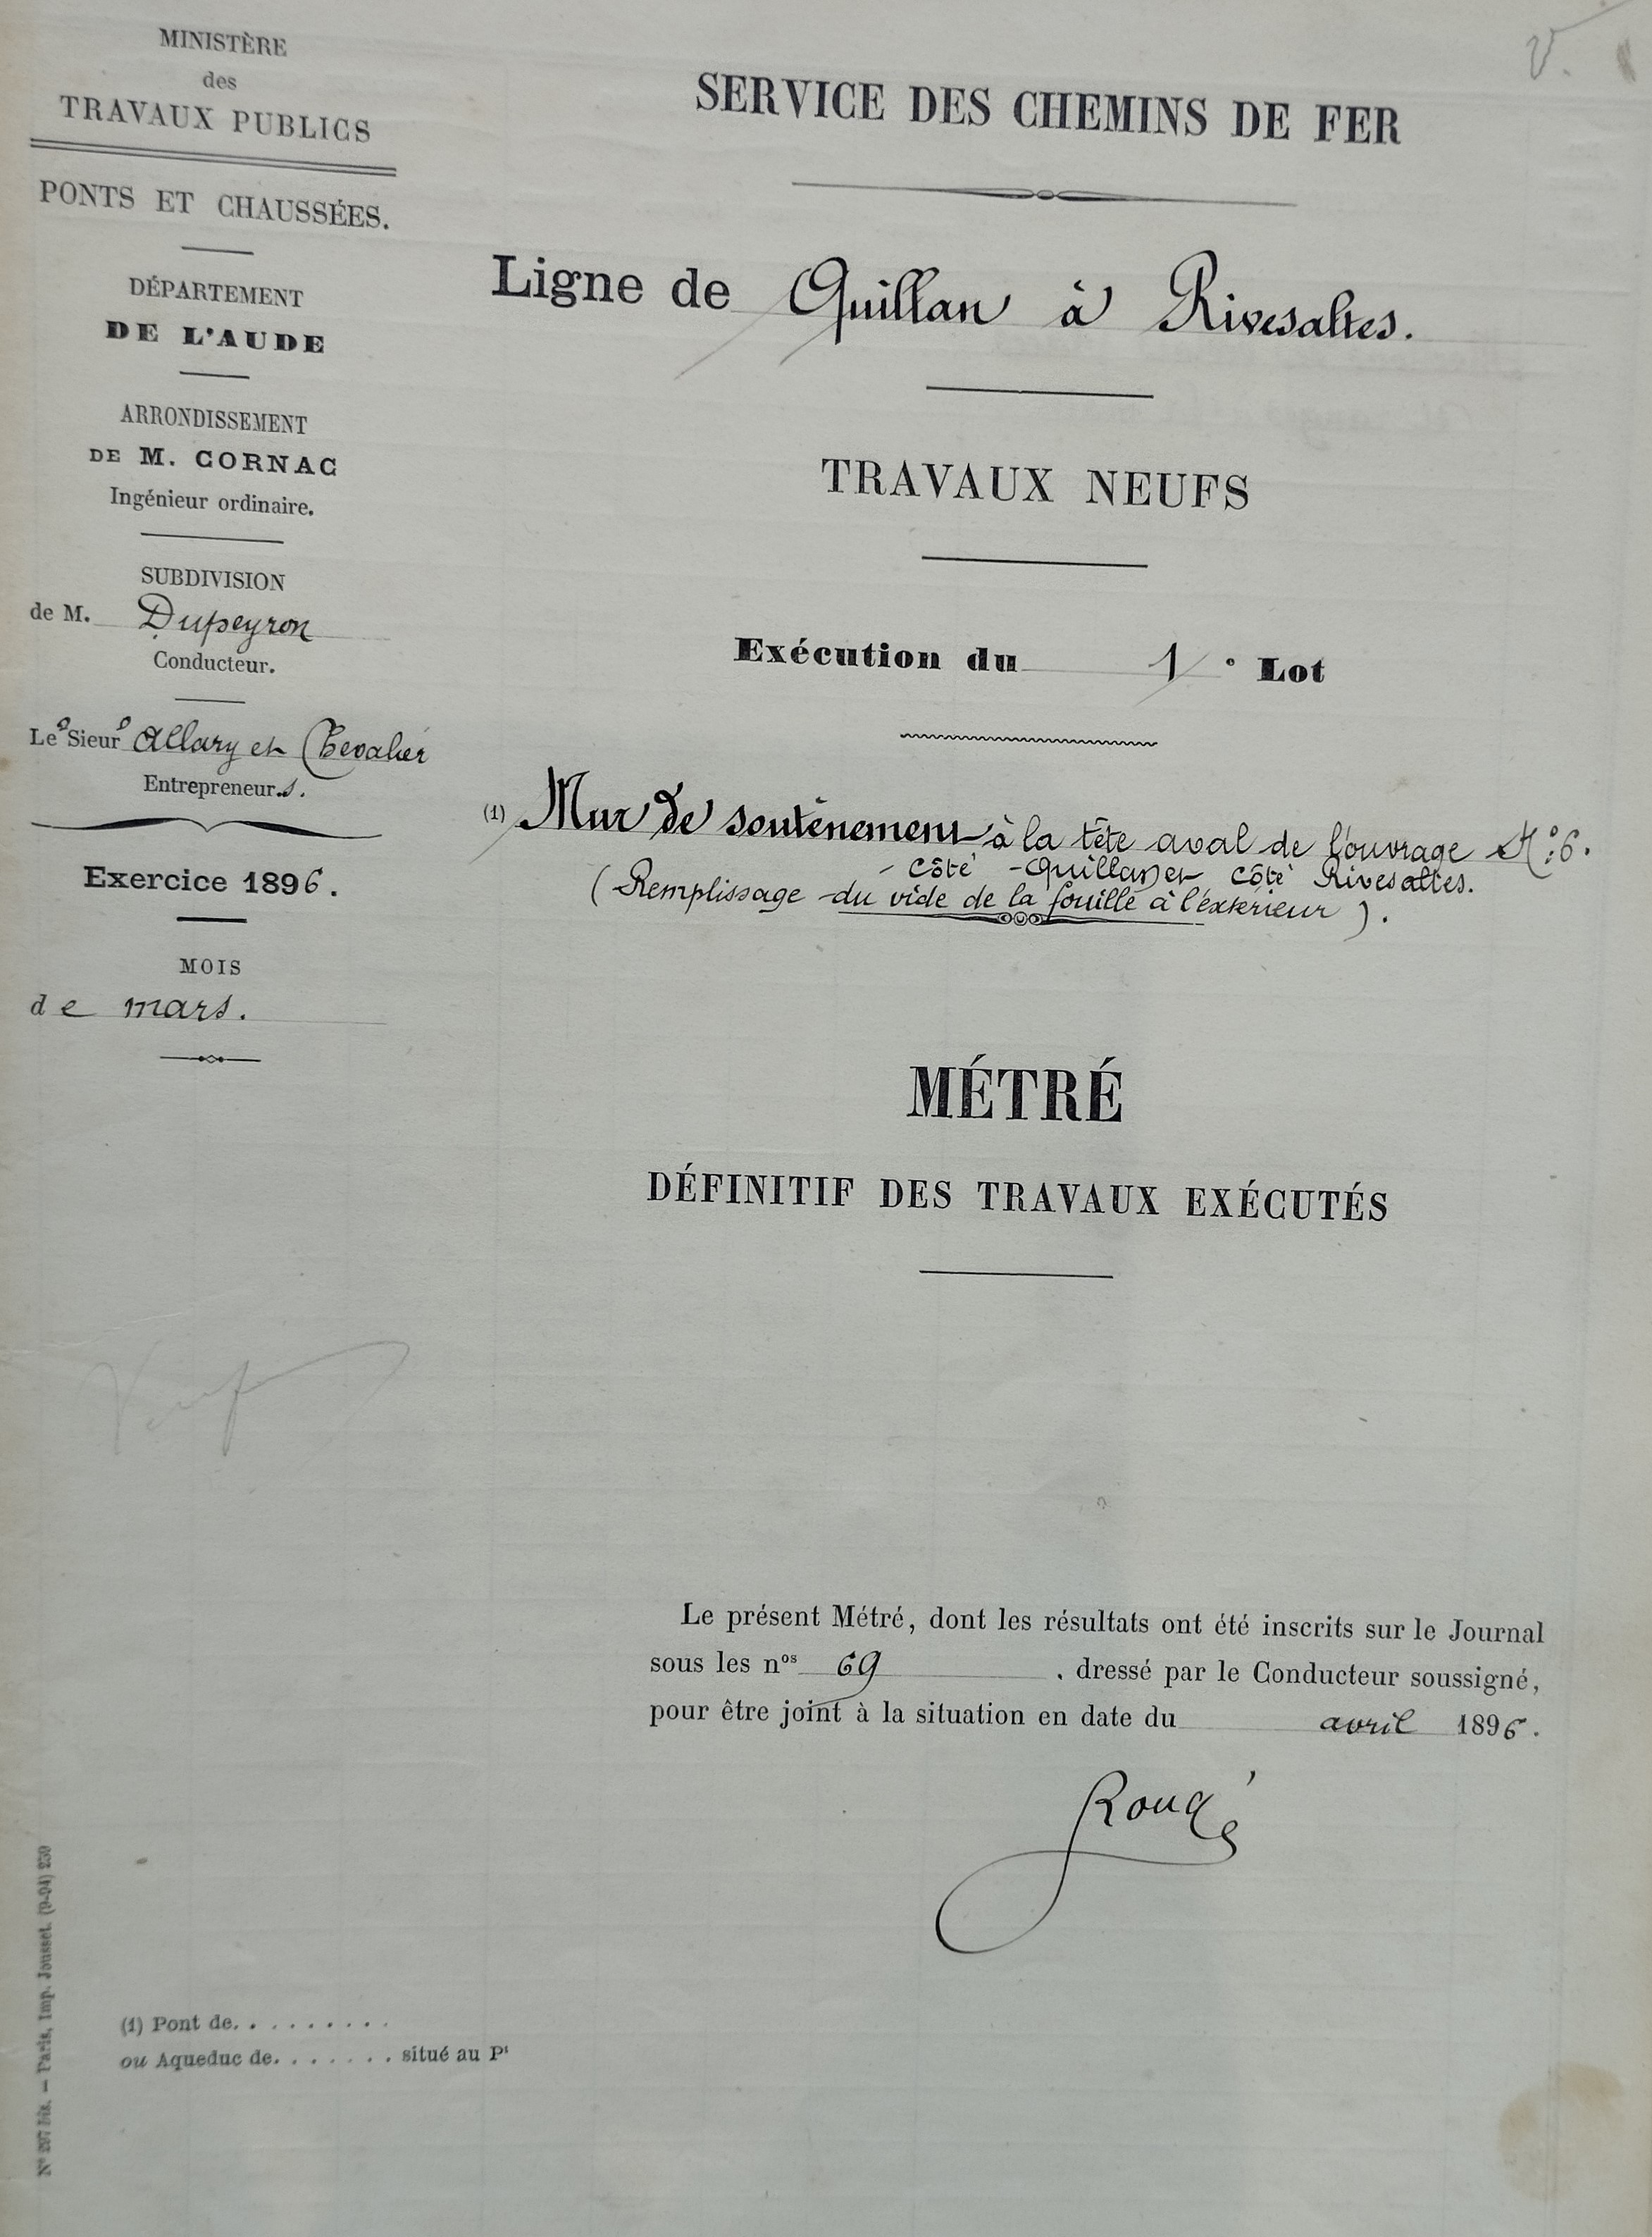 MINISTÈRE
des
TRAVAUX PUBLICS
PONTS ET CHAUSSÉES.
DÉPARTEMENT
DE L'AUDE
ARRONDISSEMENT
DE M. CORNAC
Ingénieur ordinaire.
SUBDIVISION
de M. Dupeyron
Conducteur.
Les Sieurs Allary et Chevalier
Entrepreneurs.
Exercice 1896.
MOIS
de mars.
V.
SERVICE DES CHEMINS DE FER
Ligne de Quillan à Rivesaltes.
TRAVAUX NEUFS
Exécution du 1° Lot
(1) Mur de soutènement à la tête aval de l'ouvrage N°: 6.
- côté - Quillan et côté Rivesaltes.
(Remplissage du vide de la fouille à l'éxtérieur).
MÉTRÉ
DÉFINITIF DES TRAVAUX EXÉCUTÉS
Le présent Métré, dont les résultats ont été inscrits sur le Journal
sous les nos 69 . dressé par le Conducteur soussigné,
pour être joint à la situation en date du avril 1896.
Rougé
(1) Pont de. . . . . . . . .
ou Aqueduc de. . . . . . . situé au Pt
N° 297 bis. — Paris, Imp. Jousset. (9-94) 250